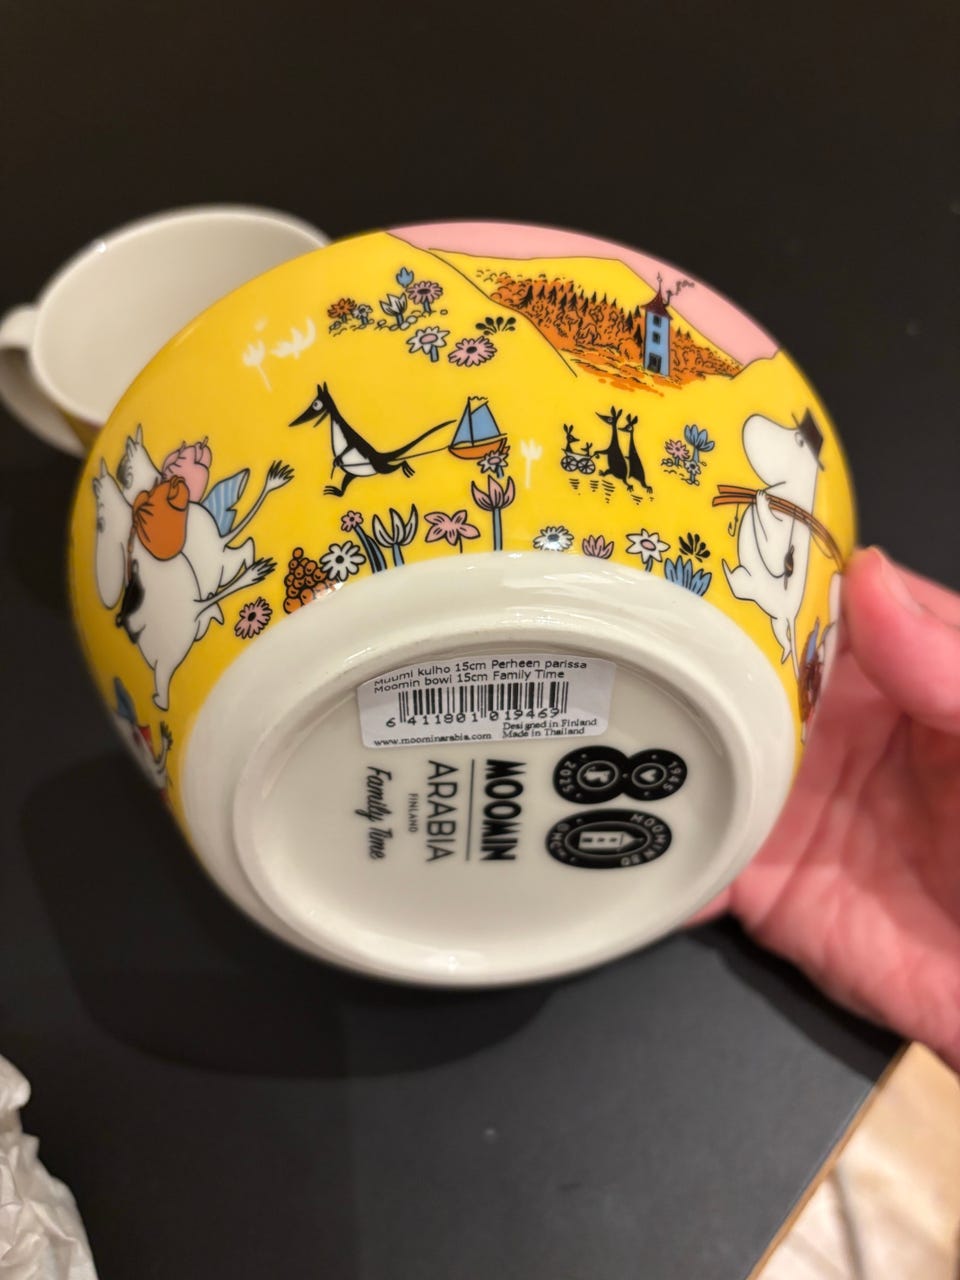 Muumi kulho 15cm Perheen parissa
Moomin bowl 15cm Family Time
6 411801 019469
Designed in Finland
www.moominarabia.com Made in Thailand
1945
2025
80
MOOMIN
ARABIA
FINLAND
Family Time